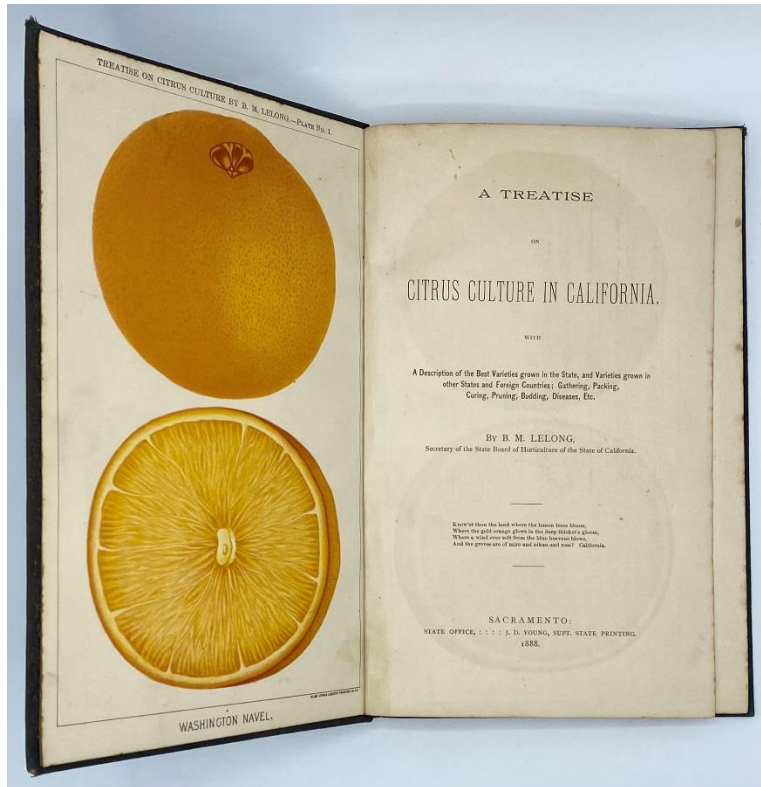 TREATISE ON CITRUS CULTURE BY B. M. LELONG.—PLATE NO. 1.
WASHINGTON NAVEL.
A TREATISE
ON
CITRUS CULTURE IN CALIFORNIA.
WITH
A Description of the Best Varieties grown in the State, and Varieties grown in
other States and Foreign Countries; Gathering, Packing,
Curing, Pruning, Budding, Diseases, Etc.
BY B. M. LELONG,
Secretary of the State Board of Horticulture of the State of California.
Know'st thou the land where the lemon trees bloom,
Where the gold orange glows in the deep thicket's gloom,
Where a wind ever soft from the blue heavens blows,
And the groves are of and and rose? California.
SACRAMENTO:
STATE OFFICE, : : : : J. D. YOUNG, SUPT. STATE PRINTING.
1888.